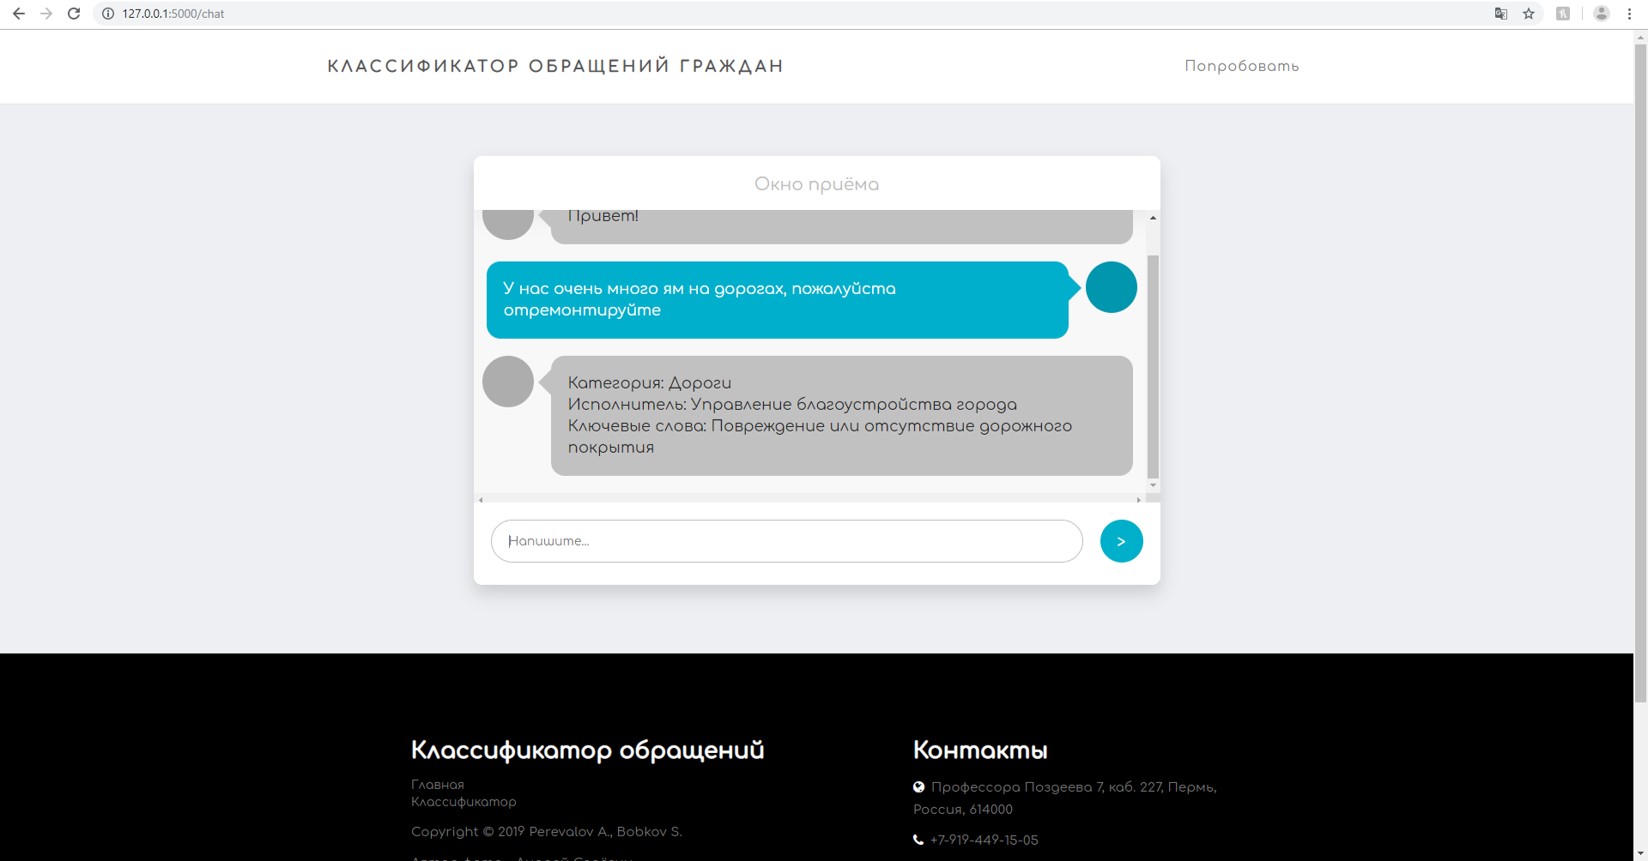 127.0.0.1:5000/chat
КЛАССИФИКАТОР ОБРАЩЕНИЙ ГРАЖДАН
Попробовать
Окно приёма
Привет!
У нас очень много ям на дорогах, пожалуйста
отремонтируйте
Категория: Дороги
Исполнитель: Управление благоустройства города
Ключевые слова: Повреждение или отсутствие дорожного
покрытия
Напишите...
>
Классификатор обращений
Главная
Классификатор
Copyright © 2019 Perevalov A., Bobkov S.
Контакты
Профессора Поздеева 7, каб. 227, Пермь,
Россия, 614000
+7-919-449-15-05